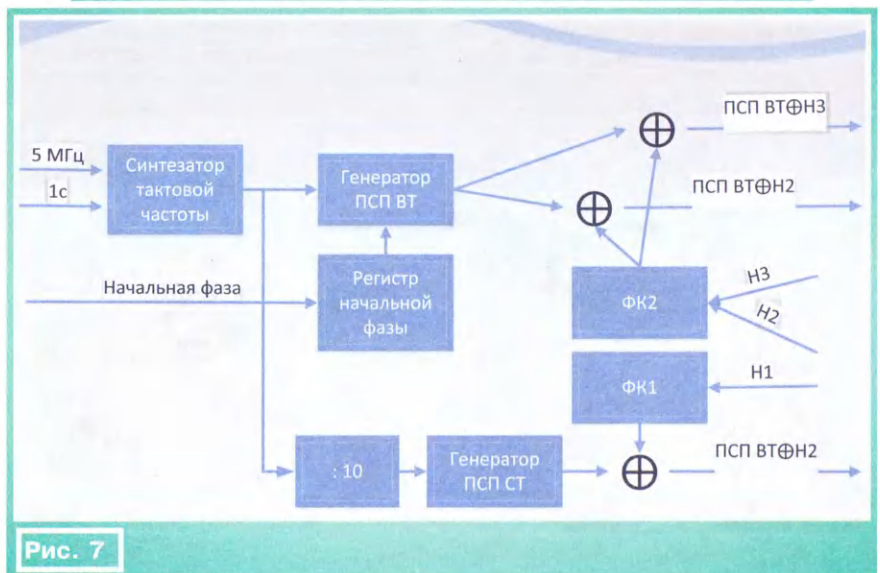 ПСП ВТ⊕Н3
5 МГц
1с
Синтезатор
тактовой
частоты
Генератор
ПСП ВТ
ПСП ВТ⊕Н2
Начальная фаза
Регистр
начальной
фазы
ФК2
Н3
Н2
ФК1
Н1
: 10
Генератор
ПСП СТ
ПСП ВТ⊕Н2
Рис. 7